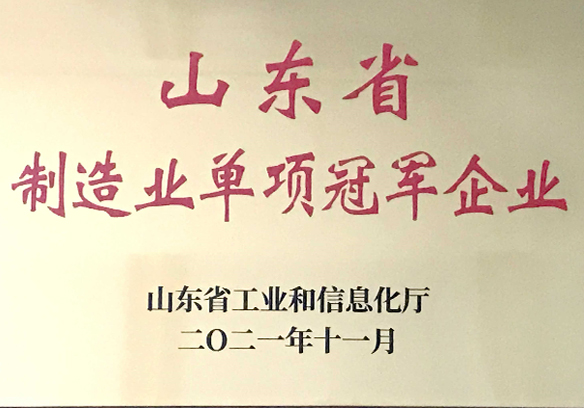 山东省
制造业单项冠军企业
山东省工业和信息化厅
二〇二一年十一月